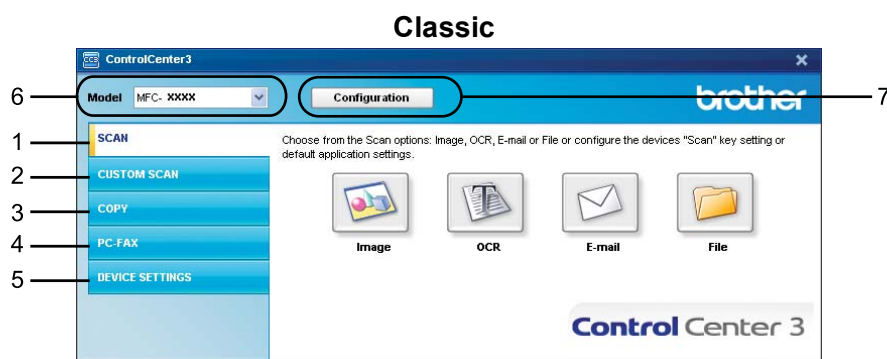 Classic
CC3 ControlCenter3
6 Model MFC- XXXX Configuration brother 7
1 SCAN
Choose from the Scan options: Image, OCR, E-mail or File or configure the devices "Scan" key setting or
default application settings.
2 CUSTOM SCAN
3 COPY
4 PC-FAX
Image OCR E-mail File
5 DEVICE SETTINGS
Control Center 3